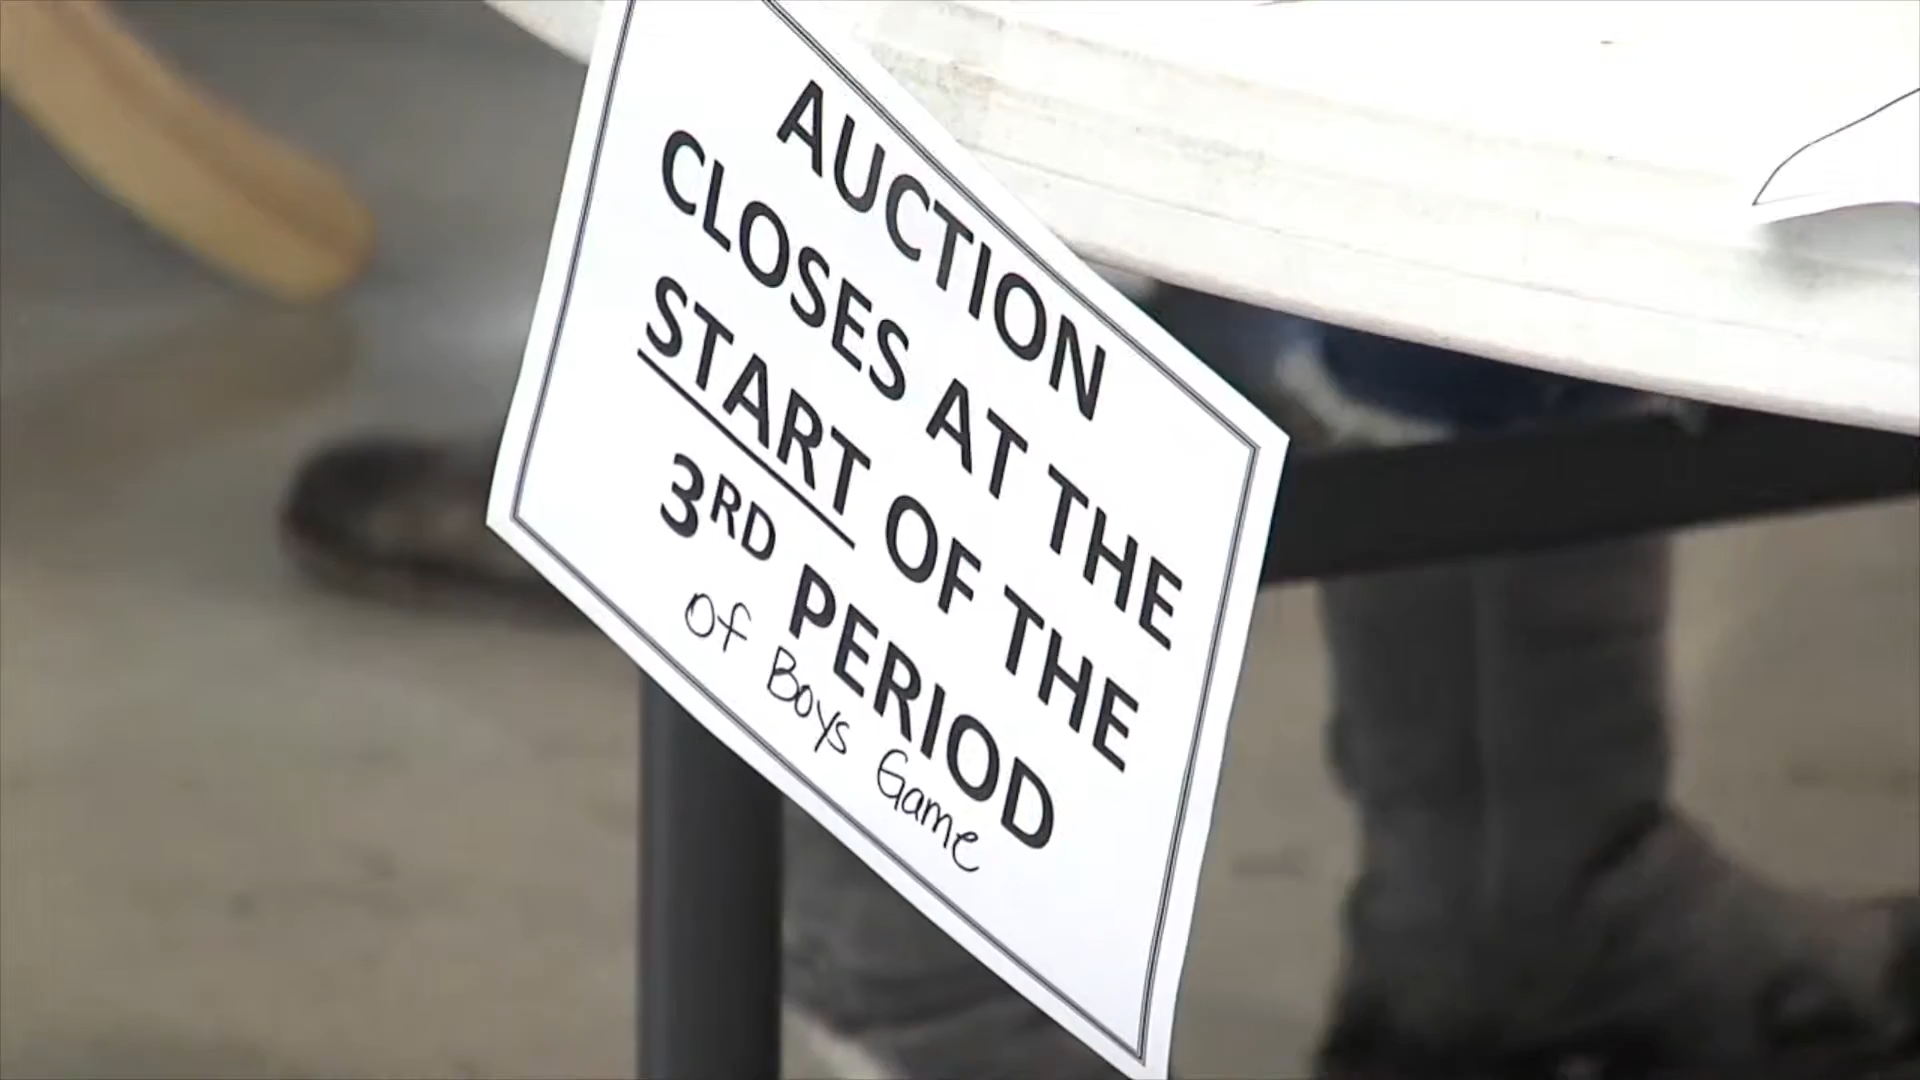 AUCTION
CLOSES AT THE
START OF THE
3RD PERIOD
of Boys Game